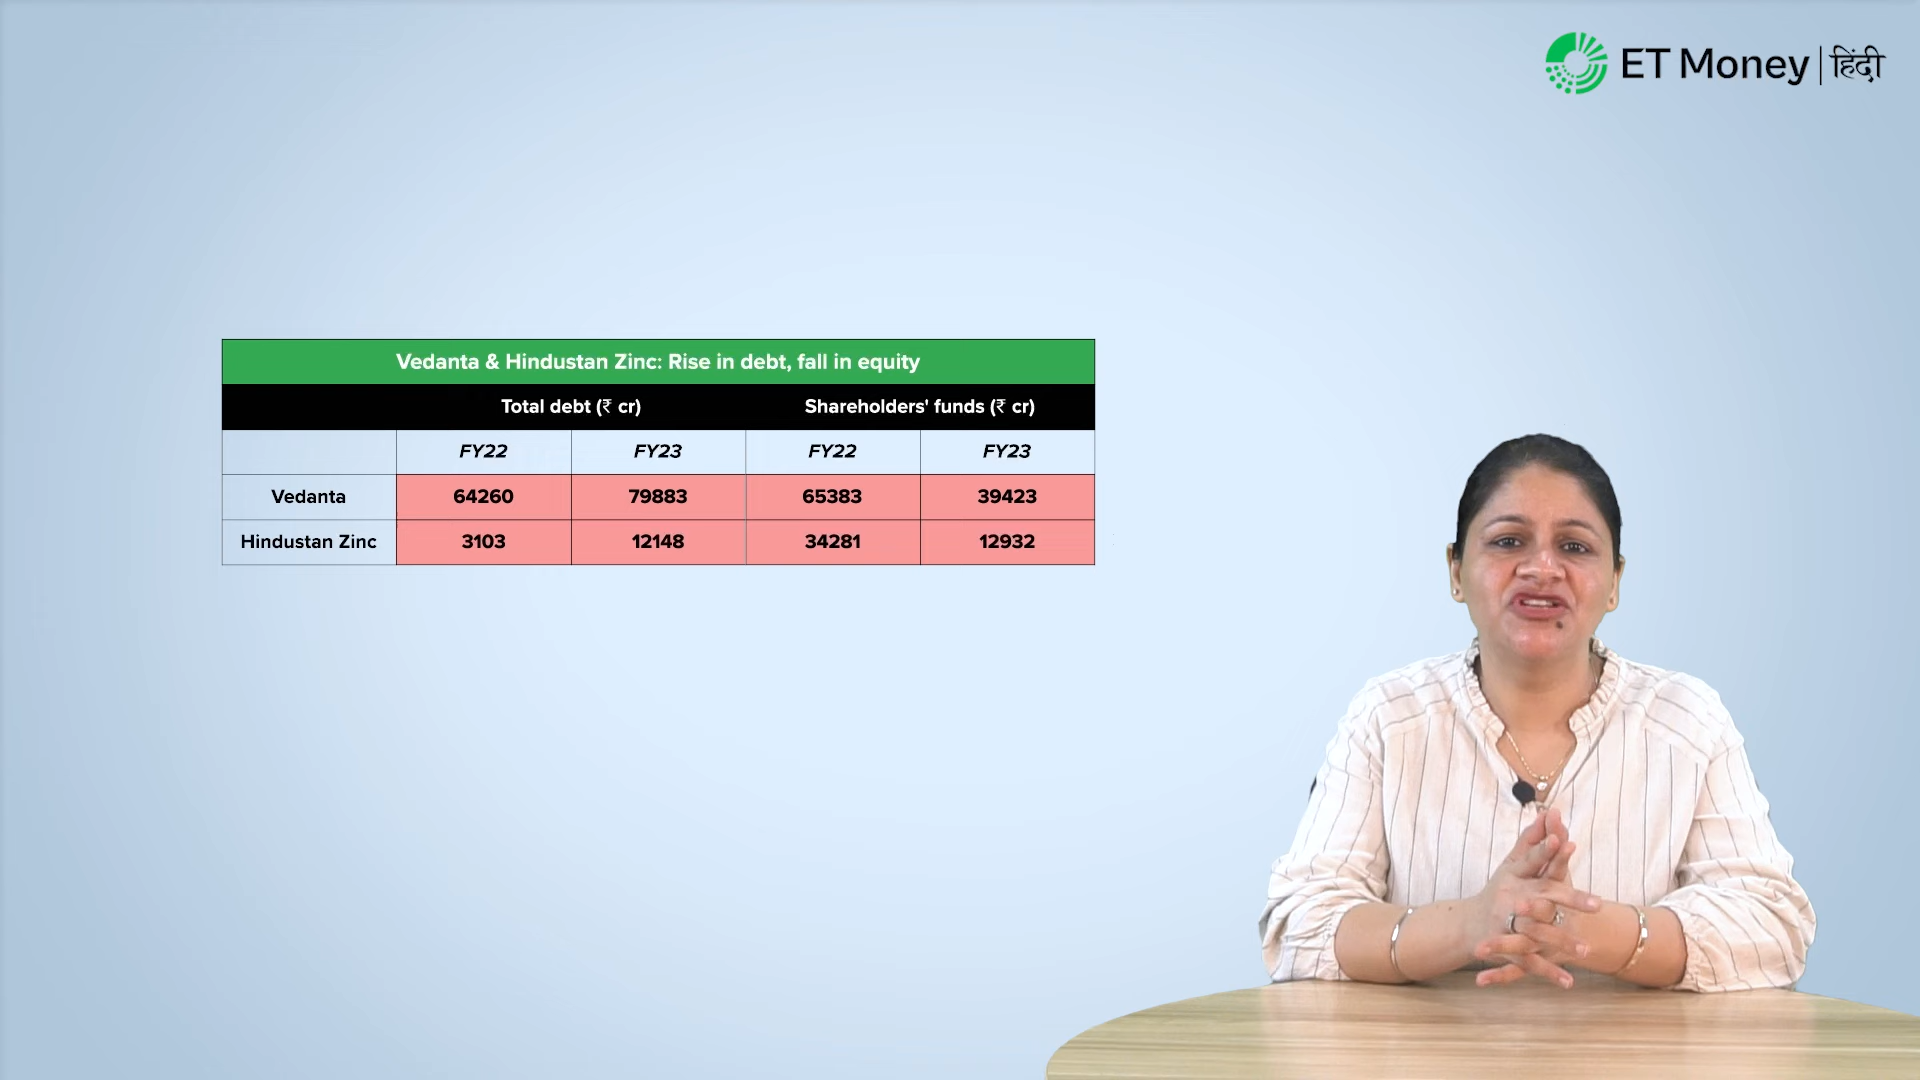 ET Money | हिंदी
Vedanta & Hindustan Zinc: Rise in debt, fall in equity
Total debt (₹ cr) Shareholders' funds (₹ cr)
FY22 FY23 FY22 FY23
Vedanta 64260 79883 65383 39423
Hindustan Zinc 3103 12148 34281 12932